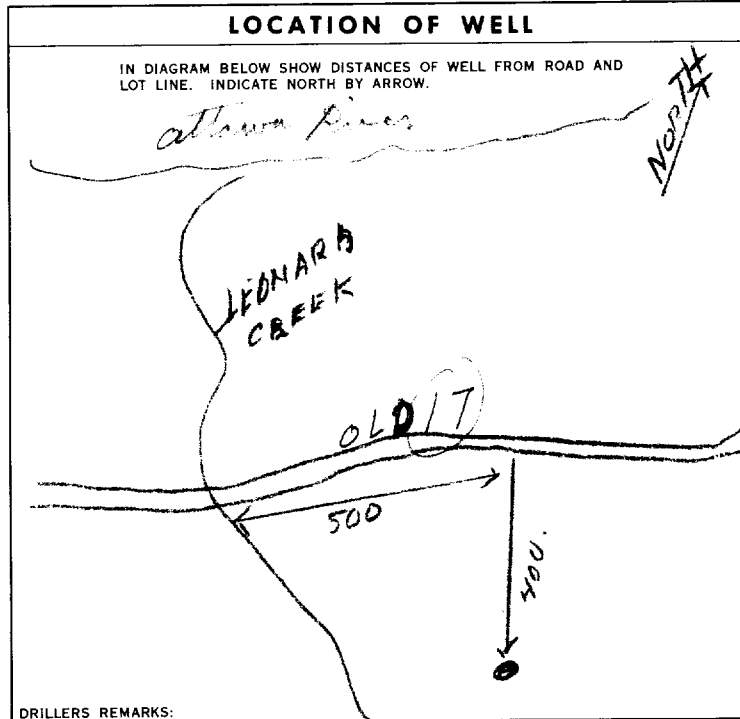 LOCATION OF WELL
IN DIAGRAM BELOW SHOW DISTANCES OF WELL FROM ROAD AND
LOT LINE. INDICATE NORTH BY ARROW.
NORTH
LEONARA
CREEK
OLD 17
500
400.
DRILLERS REMARKS: